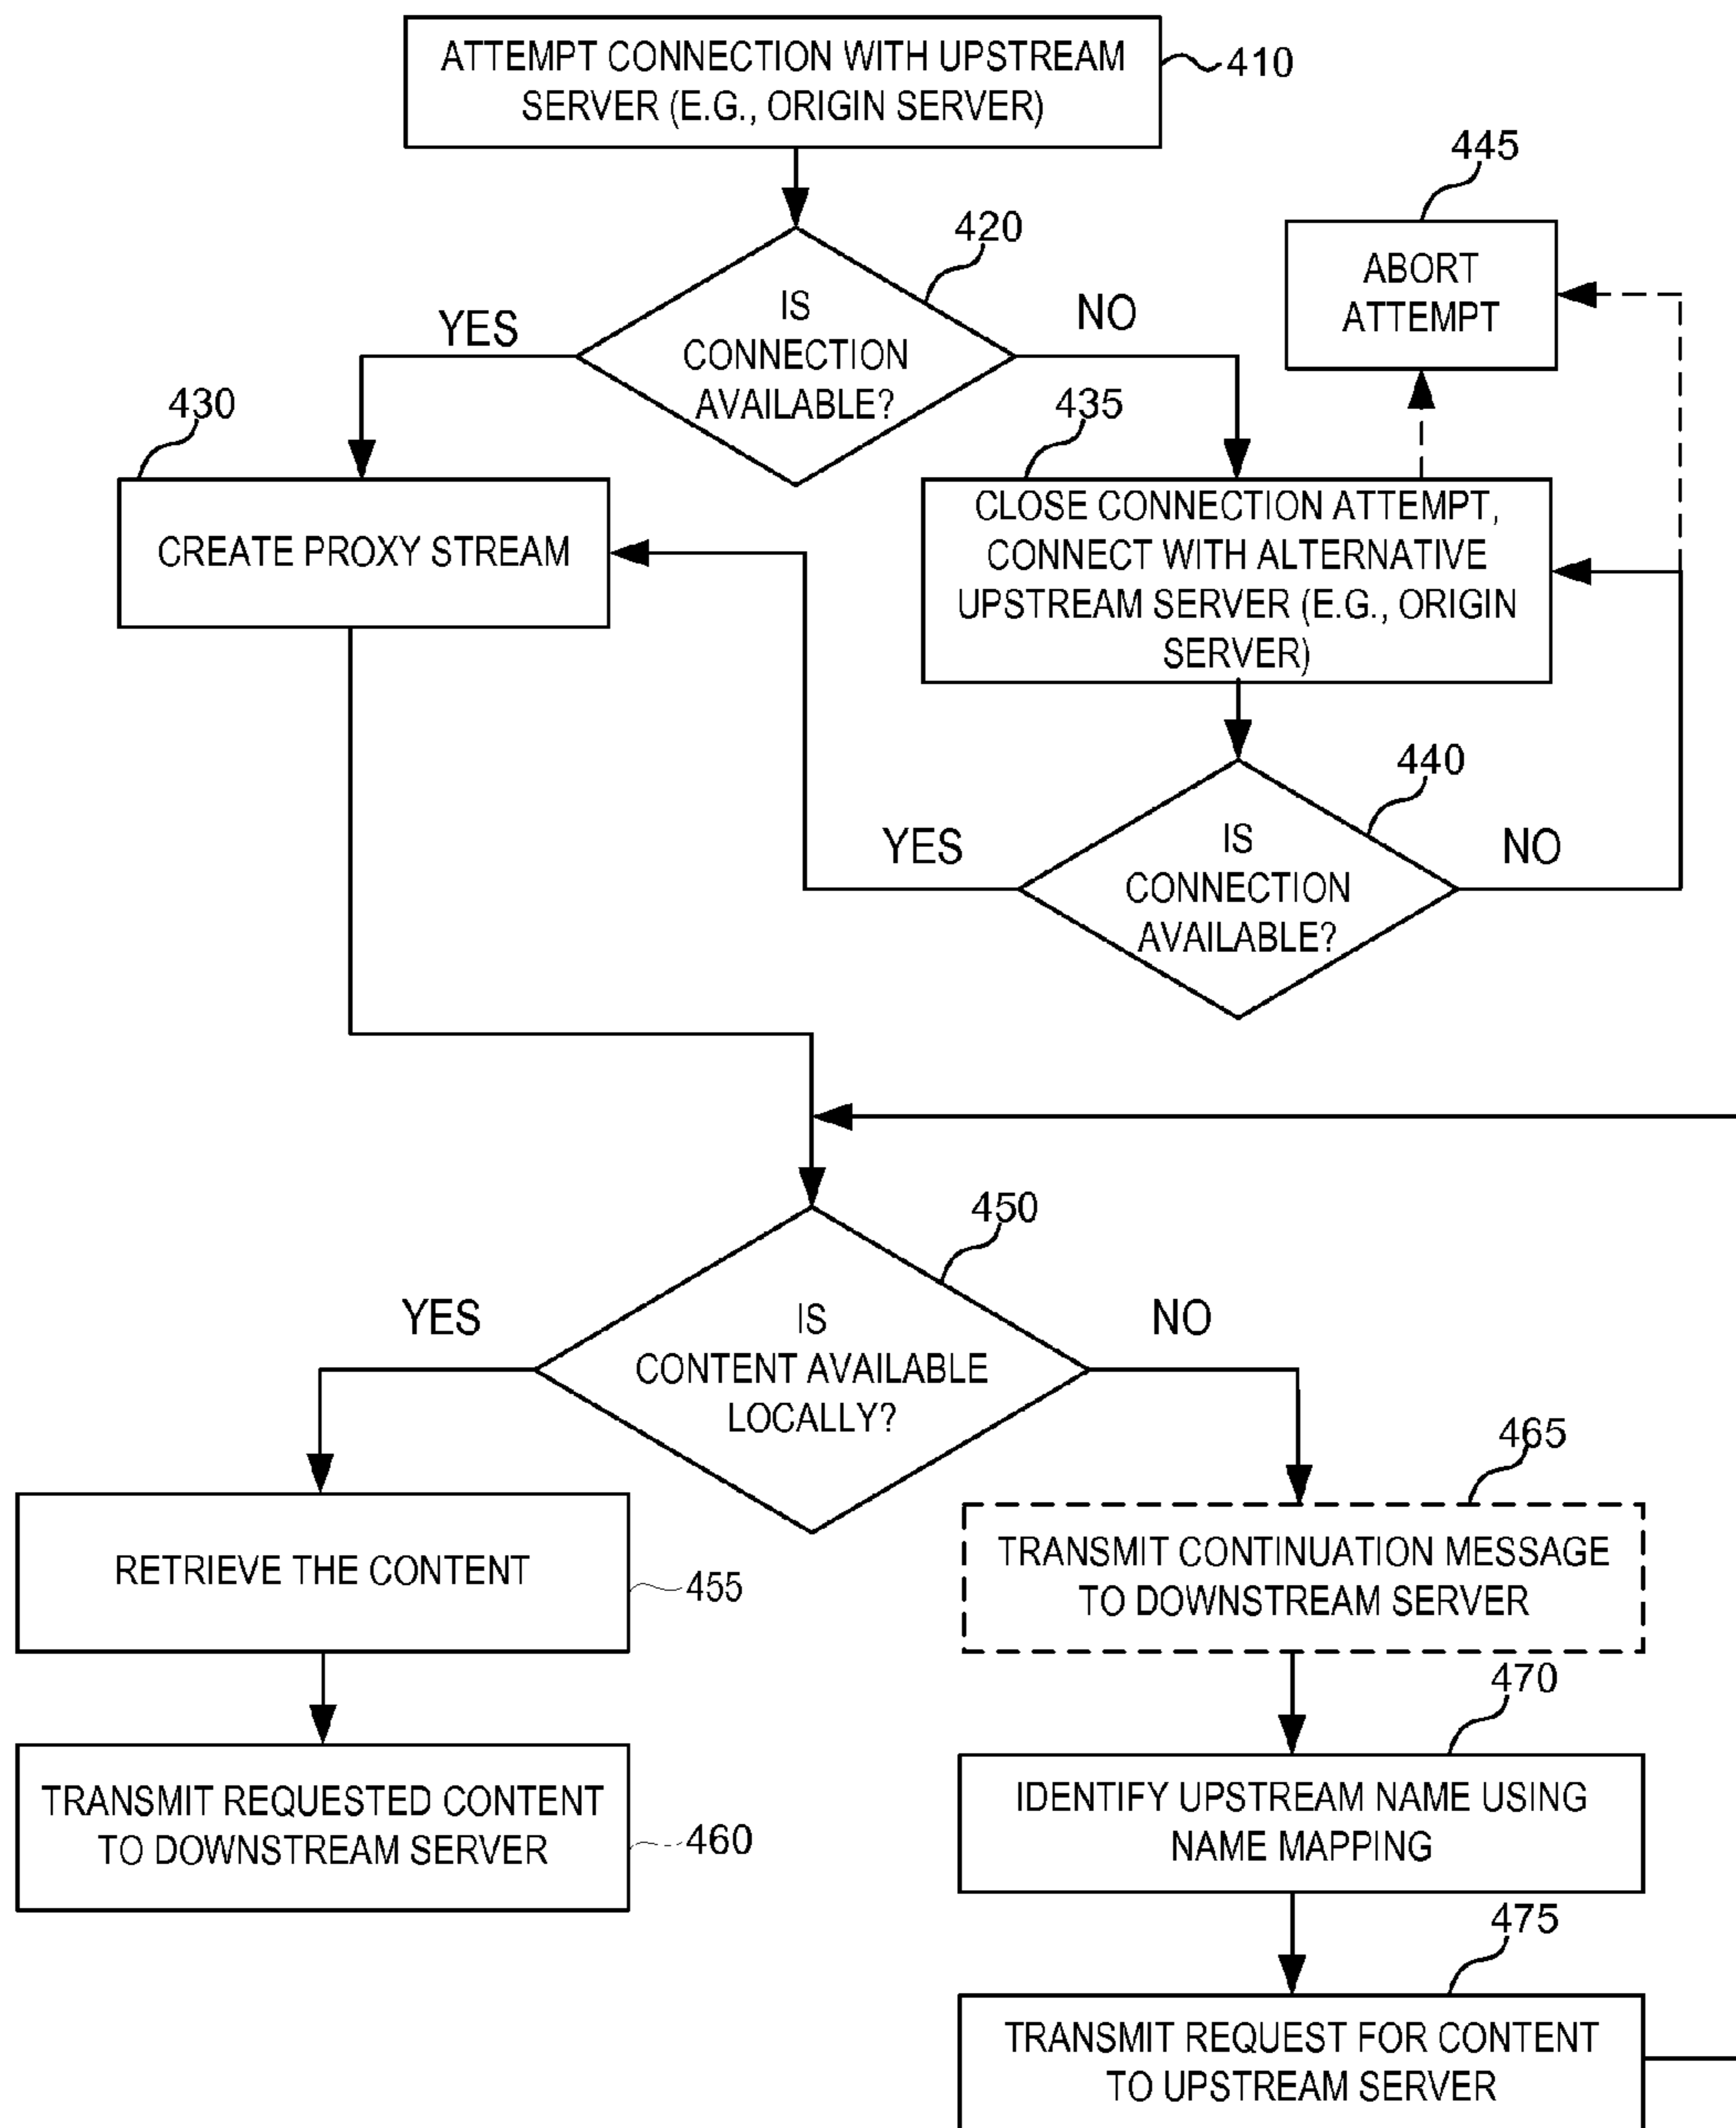 ATTEMPT CONNECTION WITH UPSTREAM
SERVER (E.G., ORIGIN SERVER)
410
445
ABORT
ATTEMPT
420
IS
CONNECTION
AVAILABLE?
YES
NO
430
CREATE PROXY STREAM
435
CLOSE CONNECTION ATTEMPT,
CONNECT WITH ALTERNATIVE
UPSTREAM SERVER (E.G., ORIGIN
SERVER)
440
IS
CONNECTION
AVAILABLE?
YES
NO
450
IS
CONTENT AVAILABLE
LOCALLY?
YES
NO
RETRIEVE THE CONTENT
455
TRANSMIT REQUESTED CONTENT
TO DOWNSTREAM SERVER
460
465
TRANSMIT CONTINUATION MESSAGE
TO DOWNSTREAM SERVER
470
IDENTIFY UPSTREAM NAME USING
NAME MAPPING
475
TRANSMIT REQUEST FOR CONTENT
TO UPSTREAM SERVER